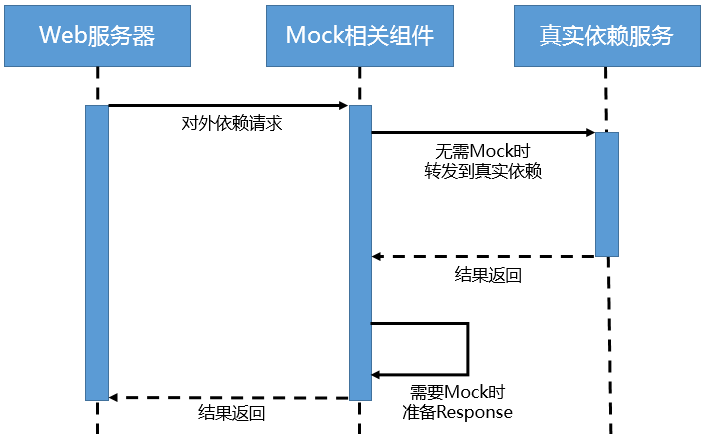 Web服务器
Mock相关组件
真实依赖服务
对外依赖请求
无需Mock时
转发到真实依赖
结果返回
需要Mock时
准备Response
结果返回